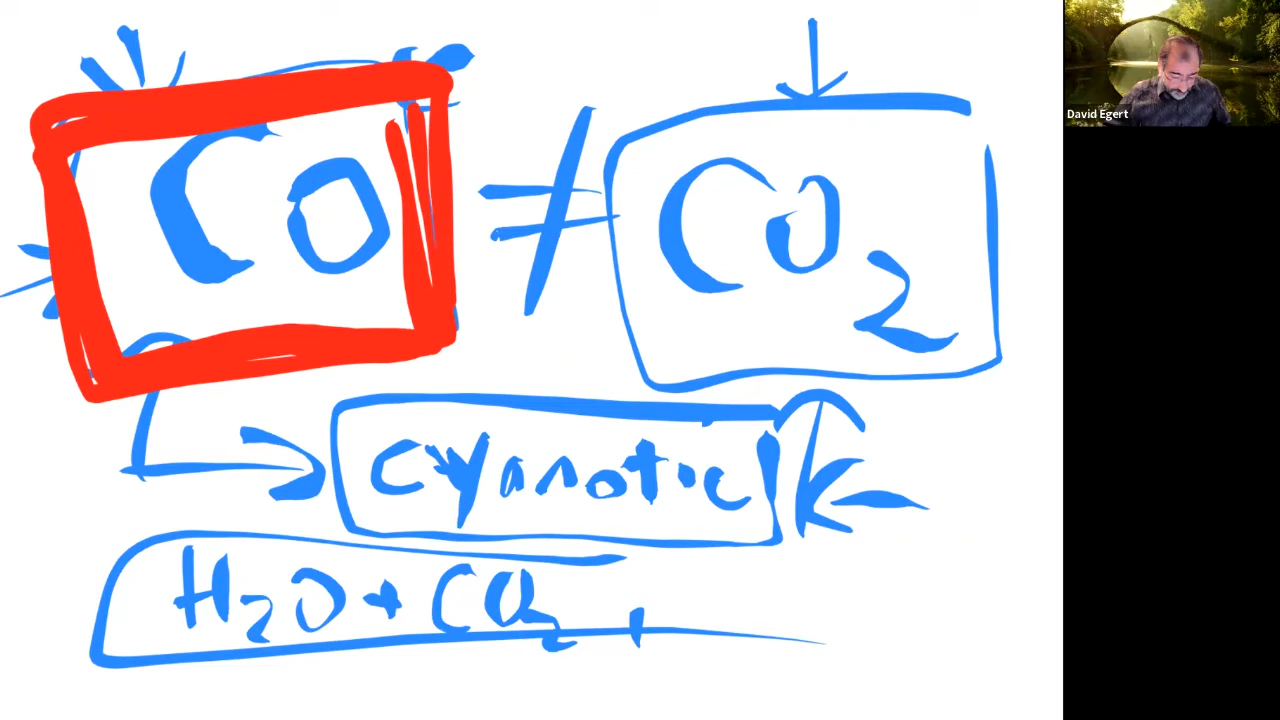 CO ≠ CO2
David Egert
cyanotic
H2O + CO2 +